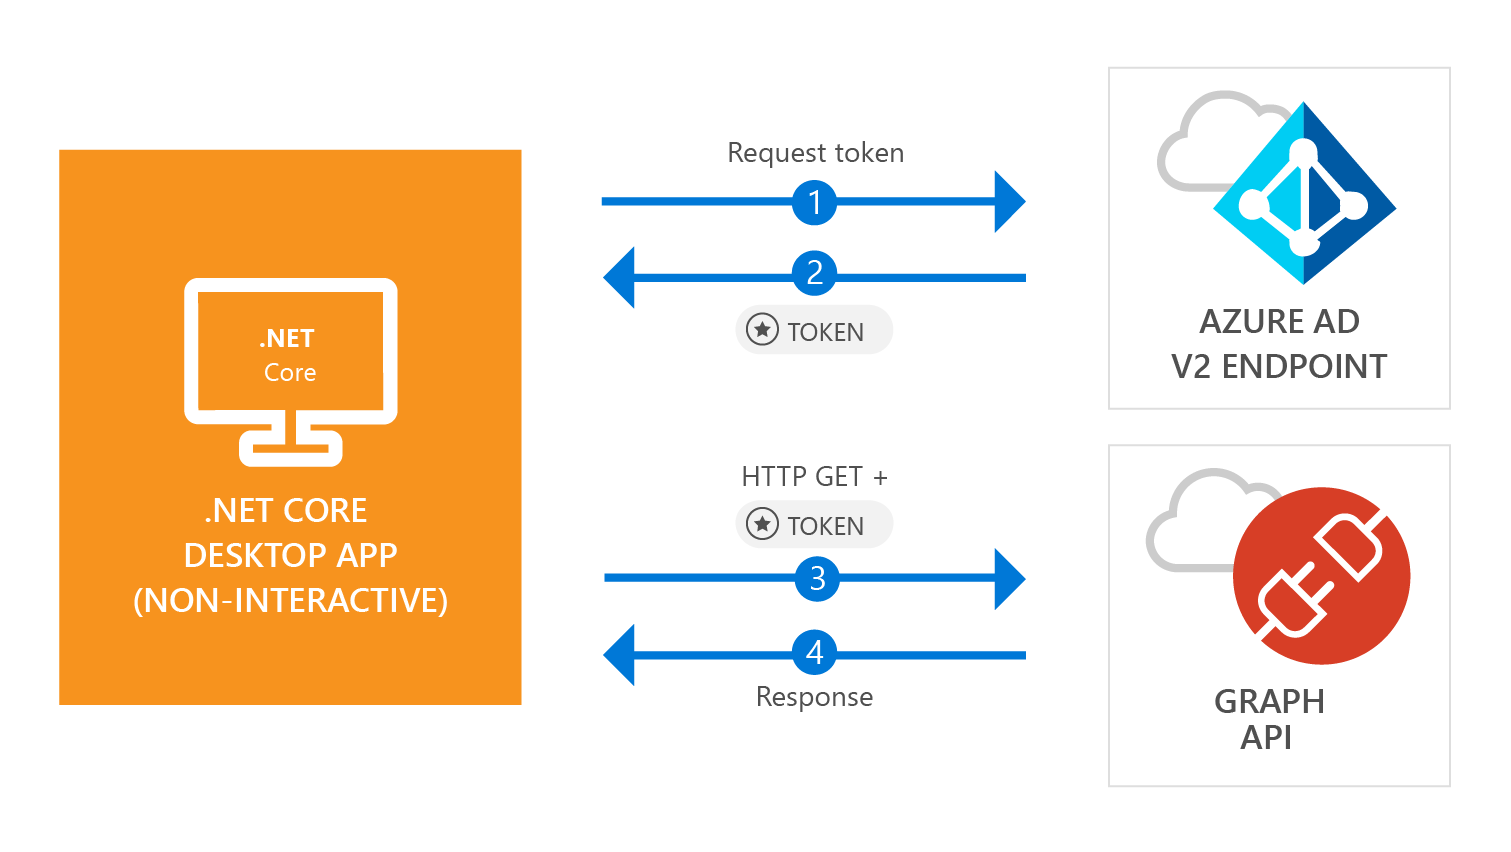 .NET
Core
.NET CORE
DESKTOP APP
(NON-INTERACTIVE)
Request token
1
2
TOKEN
HTTP GET +
TOKEN
3
4
Response
AZURE AD
V2 ENDPOINT
GRAPH
API